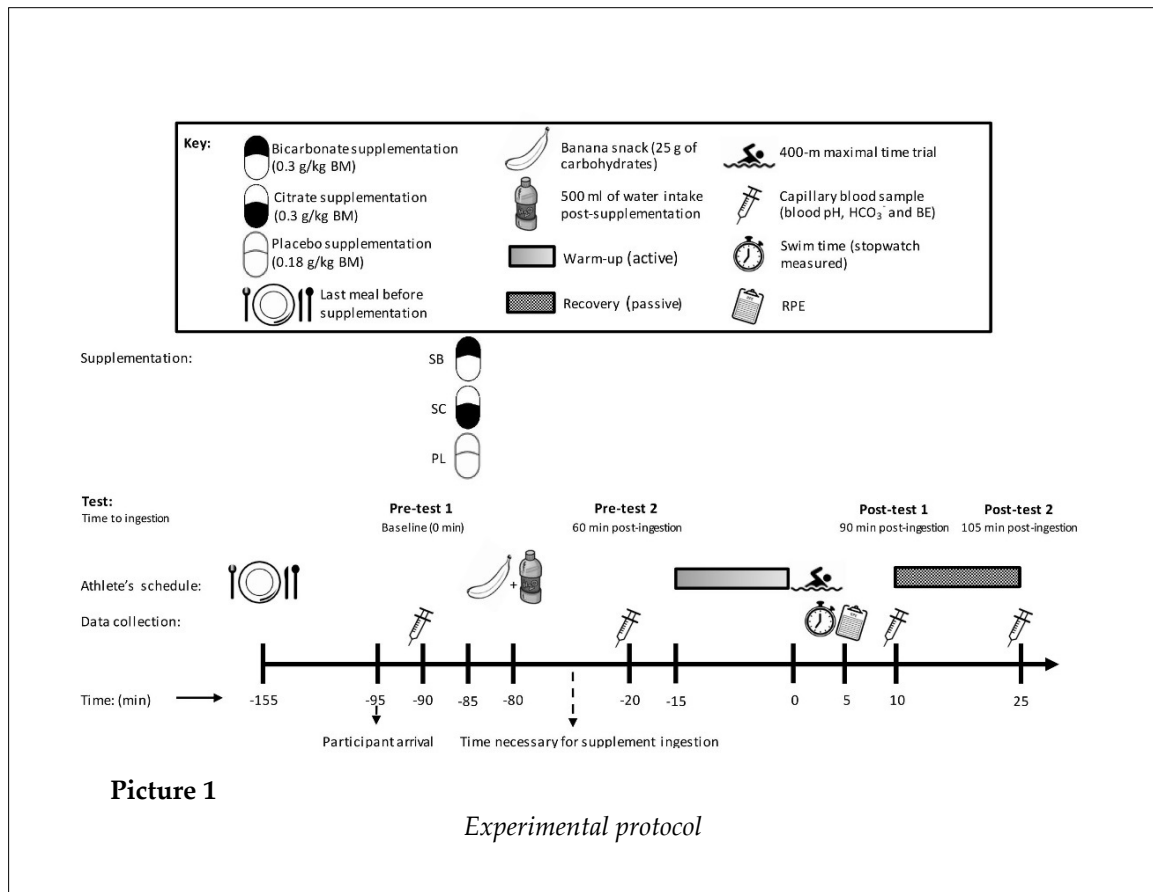 Key:
Bicarbonate supplementation
(0.3 g/kg BM)
Citrate supplementation
(0.3 g/kg BM)
Placebo supplementation
(0.18 g/kg BM)
Last meal before
supplementation
Banana snack (25 g of
carbohydrates)
500 ml of water intake
post-supplementation
Warm-up (active)
Recovery (passive)
400-m maximal time trial
Capillary blood sample
(blood pH, HCO₃⁻ and BE)
Swim time (stopwatch
measured)
RPE
Supplementation:
SB
SC
PL
Test:
Time to ingestion
Pre-test 1
Baseline (0 min)
Pre-test 2
60 min post-ingestion
Post-test 1
90 min post-ingestion
Post-test 2
105 min post-ingestion
Athlete's schedule:
+
Data collection:
Time: (min)
-155 -95 -90 -85 -80 -20 -15 0 5 10 25
Participant arrival
Time necessary for supplement ingestion
Picture 1
Experimental protocol